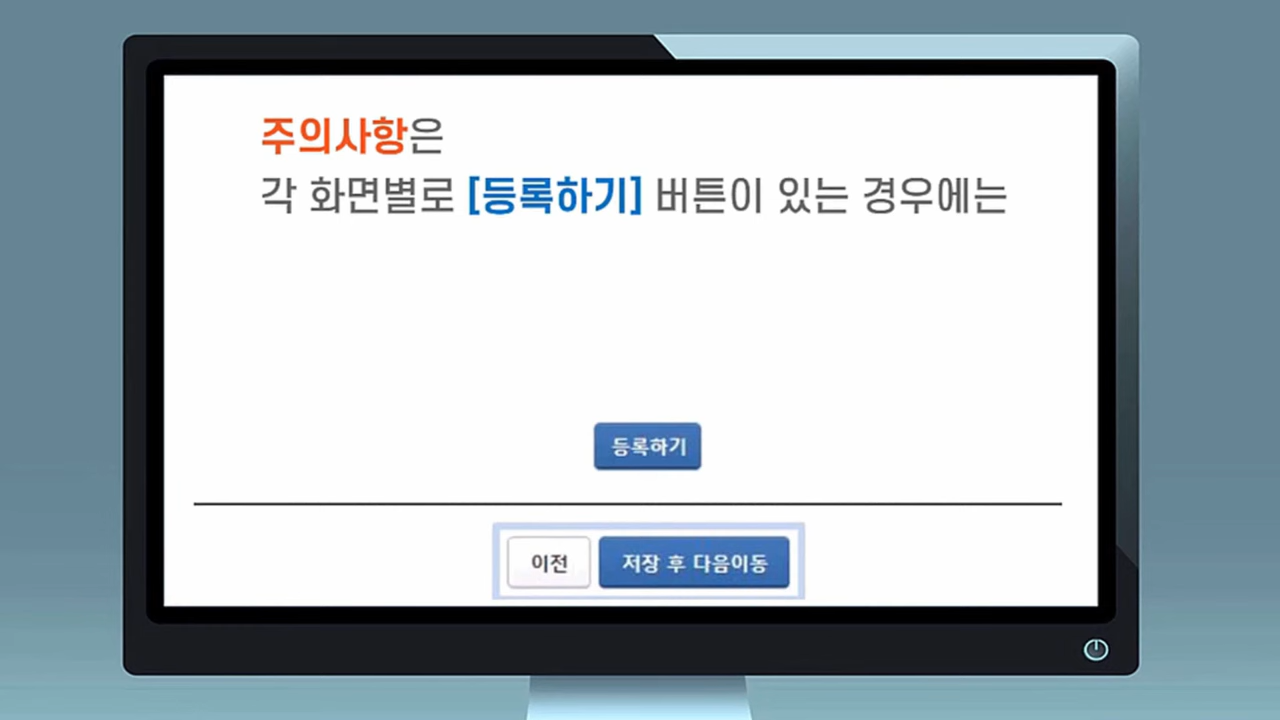 주의사항은
각 화면별로 [등록하기] 버튼이 있는 경우에는
등록하기
이전 저장 후 다음이동